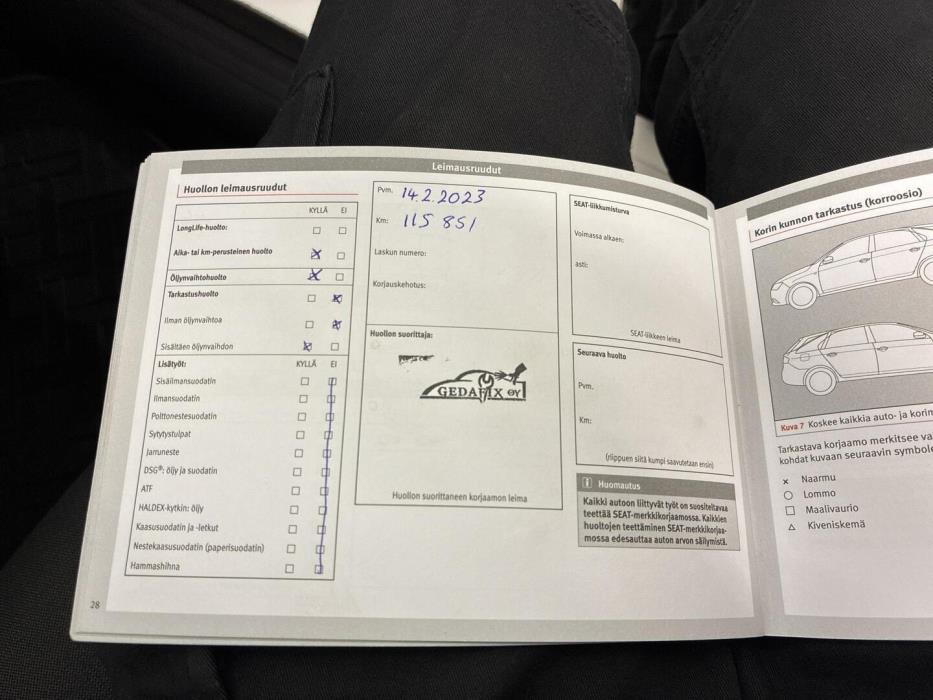 Leimausruudut
Huollon leimausruudut
KYLLÄ EI
LongLife-huolto:
Aika- tai km-perusteinen huolto
Öljynvaihtohuolto
Tarkastushuolto
Ilman öljynvaihtoa
Sisältäen öljynvaihdon
Lisätyöt: KYLLÄ EI
Sisäilmansuodatin
Ilmansuodatin
Polttonestesuodatin
Sytytystulpat
Jarruneste
DSG®: öljy ja suodatin
ATF
HALDEX-kytkin: öljy
Kaasusuodatin ja -letkut
Nestekaasusuodatin (paperisuodatin)
Hammashihna
28
Pvm. 14.2.2023
Km: 115 851
Laskun numero:
Korjauskehotus:
Huollon suorittaja:
GEDAFIX OY
Huollon suorittaneen korjaamon leima
SEAT-liikkumisturva
Voimassa alkaen:
asti:
SEAT-liikkeen leima
Seuraava huolto
Pvm.
Km:
(riippuen siitä kumpi saavutetaan ensin)
i Huomautus
Kaikki autoon liittyvät työt on suositeltavaa
teettää SEAT-merkkikorjaamossa. Kaikkien
huoltojen teettäminen SEAT-merkkikorjaa-
mossa edesauttaa auton arvon säilymistä.
Korin kunnon tarkastus (korroosio)
Kuva 7 Koskee kaikkia auto- ja korin
Tarkastava korjaamo merkitsee va
kohdat kuvaan seuraavin symbole
x Naarmu
○ Lommo
□ Maalivaurio
△ Kiveniskemä